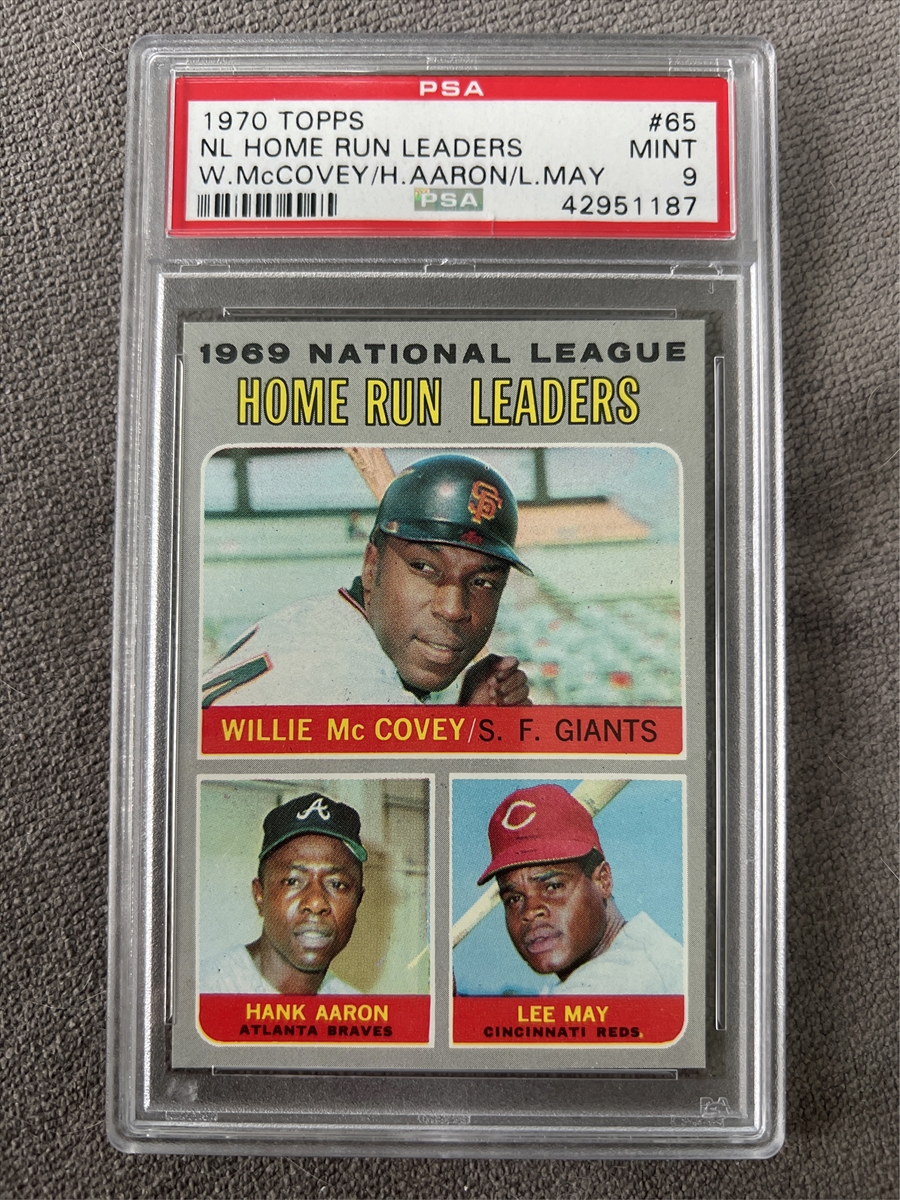 PSA
1970 TOPPS #65
NL HOME RUN LEADERS MINT
W.McCOVEY/H.AARON/L.MAY 9
PSA 42951187
1969 NATIONAL LEAGUE
HOME RUN LEADERS
SF
WILLIE Mc COVEY/S. F. GIANTS
A
C
HANK AARON
ATLANTA BRAVES
LEE MAY
CINCINNATI REDS